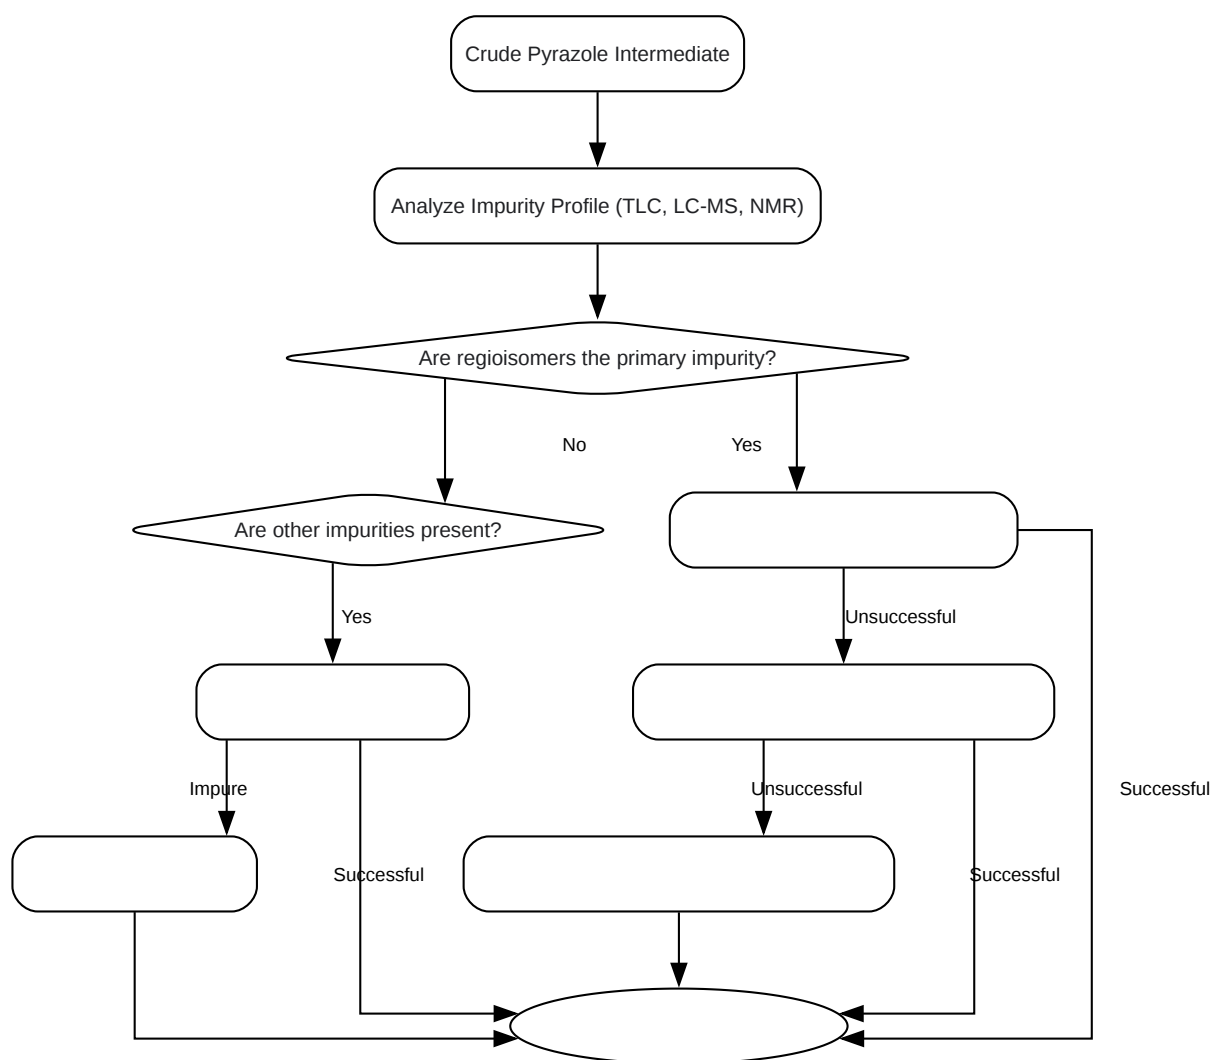 Crude Pyrazole Intermediate
Analyze Impurity Profile (TLC, LC-MS, NMR)
Are regioisomers the primary impurity?
No
Yes
Are other impurities present?
Yes
Unsuccessful
Impure
Unsuccessful
Successful
Successful
Successful